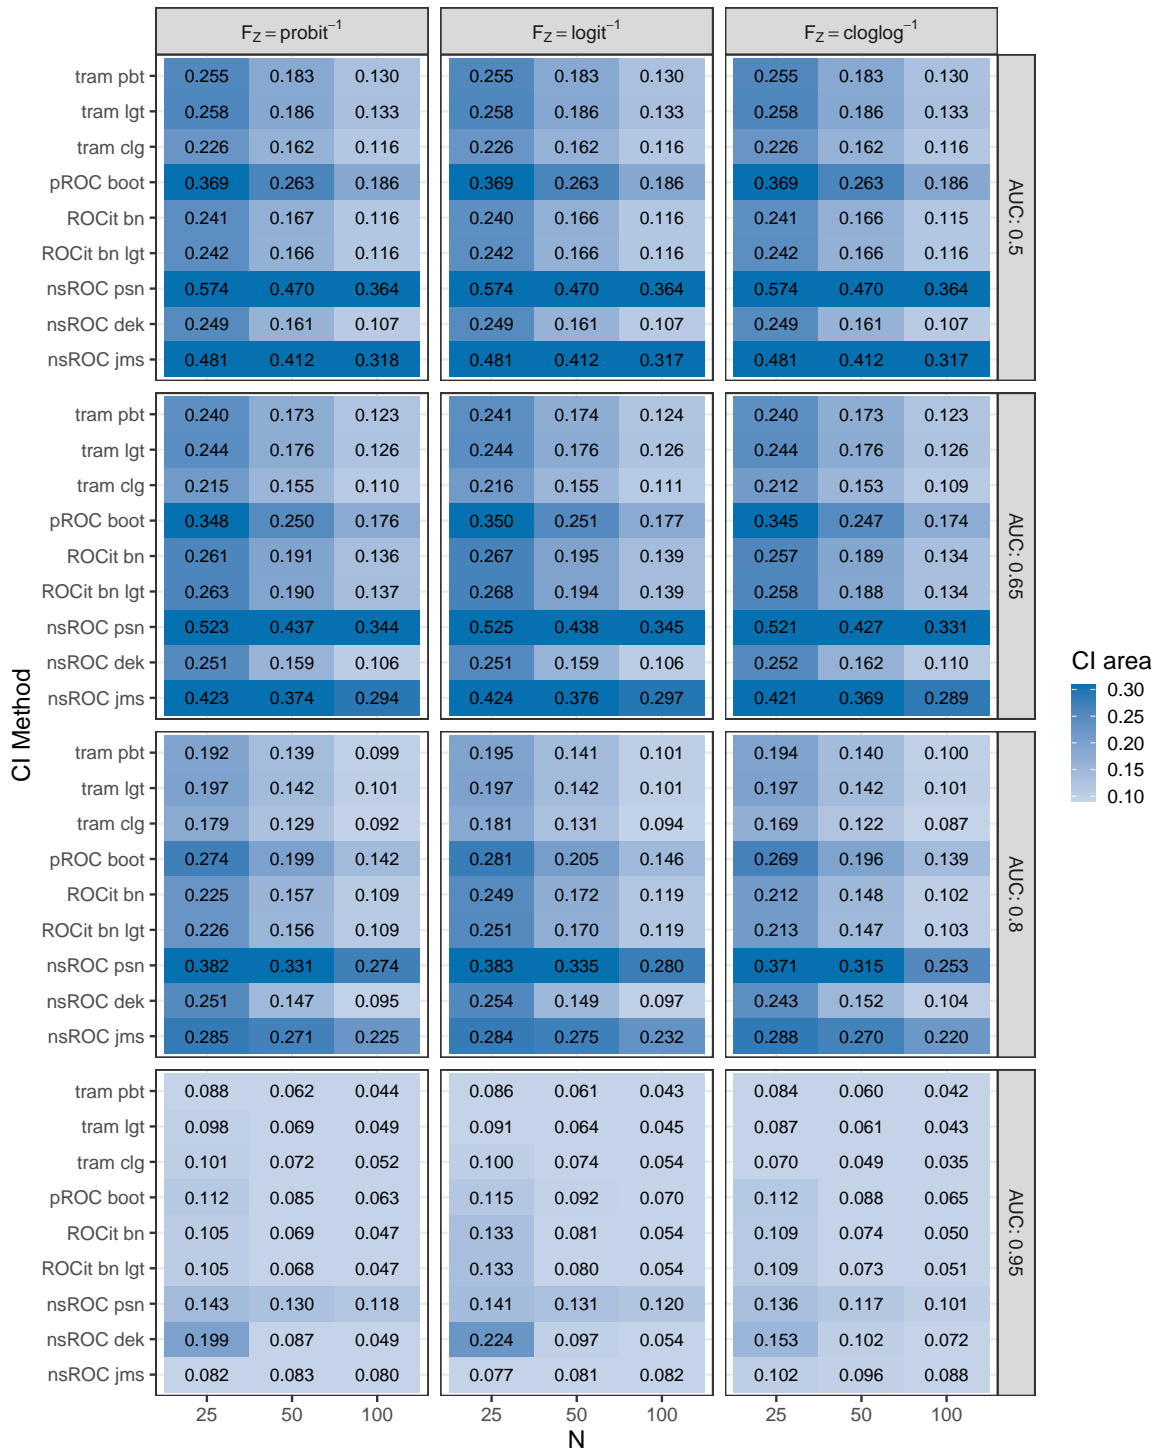 F_Z = probit⁻¹ F_Z = logit⁻¹ F_Z = cloglog⁻¹
tram pbt 0.255 0.183 0.130 0.255 0.183 0.130 0.255 0.183 0.130
tram lgt 0.258 0.186 0.133 0.258 0.186 0.133 0.258 0.186 0.133
tram clg 0.226 0.162 0.116 0.226 0.162 0.116 0.226 0.162 0.116
pROC boot 0.369 0.263 0.186 0.369 0.263 0.186 0.369 0.263 0.186
ROCit bn 0.241 0.167 0.116 0.240 0.166 0.116 0.241 0.166 0.115
ROCit bn lgt 0.242 0.166 0.116 0.242 0.166 0.116 0.242 0.166 0.116
nsROC psn 0.574 0.470 0.364 0.574 0.470 0.364 0.574 0.470 0.364
nsROC dek 0.249 0.161 0.107 0.249 0.161 0.107 0.249 0.161 0.107
nsROC jms 0.481 0.412 0.318 0.481 0.412 0.317 0.481 0.412 0.317
AUC: 0.5
tram pbt 0.240 0.173 0.123 0.241 0.174 0.124 0.240 0.173 0.123
tram lgt 0.244 0.176 0.126 0.244 0.176 0.126 0.244 0.176 0.126
tram clg 0.215 0.155 0.110 0.216 0.155 0.111 0.212 0.153 0.109
pROC boot 0.348 0.250 0.176 0.350 0.251 0.177 0.345 0.247 0.174
ROCit bn 0.261 0.191 0.136 0.267 0.195 0.139 0.257 0.189 0.134
ROCit bn lgt 0.263 0.190 0.137 0.268 0.194 0.139 0.258 0.188 0.134
nsROC psn 0.523 0.437 0.344 0.525 0.438 0.345 0.521 0.427 0.331
nsROC dek 0.251 0.159 0.106 0.251 0.159 0.106 0.252 0.162 0.110
nsROC jms 0.423 0.374 0.294 0.424 0.376 0.297 0.421 0.369 0.289
AUC: 0.65
tram pbt 0.192 0.139 0.099 0.195 0.141 0.101 0.194 0.140 0.100
tram lgt 0.197 0.142 0.101 0.197 0.142 0.101 0.197 0.142 0.101
tram clg 0.179 0.129 0.092 0.181 0.131 0.094 0.169 0.122 0.087
pROC boot 0.274 0.199 0.142 0.281 0.205 0.146 0.269 0.196 0.139
ROCit bn 0.225 0.157 0.109 0.249 0.172 0.119 0.212 0.148 0.102
ROCit bn lgt 0.226 0.156 0.109 0.251 0.170 0.119 0.213 0.147 0.103
nsROC psn 0.382 0.331 0.274 0.383 0.335 0.280 0.371 0.315 0.253
nsROC dek 0.251 0.147 0.095 0.254 0.149 0.097 0.243 0.152 0.104
nsROC jms 0.285 0.271 0.225 0.284 0.275 0.232 0.288 0.270 0.220
AUC: 0.8
tram pbt 0.088 0.062 0.044 0.086 0.061 0.043 0.084 0.060 0.042
tram lgt 0.098 0.069 0.049 0.091 0.064 0.045 0.087 0.061 0.043
tram clg 0.101 0.072 0.052 0.100 0.074 0.054 0.070 0.049 0.035
pROC boot 0.112 0.085 0.063 0.115 0.092 0.070 0.112 0.088 0.065
ROCit bn 0.105 0.069 0.047 0.133 0.081 0.054 0.109 0.074 0.050
ROCit bn lgt 0.105 0.068 0.047 0.133 0.080 0.054 0.109 0.073 0.051
nsROC psn 0.143 0.130 0.118 0.141 0.131 0.120 0.136 0.117 0.101
nsROC dek 0.199 0.087 0.049 0.224 0.097 0.054 0.153 0.102 0.072
nsROC jms 0.082 0.083 0.080 0.077 0.081 0.082 0.102 0.096 0.088
AUC: 0.95
25 50 100 25 50 100 25 50 100
N
CI Method
CI area
0.30
0.25
0.20
0.15
0.10